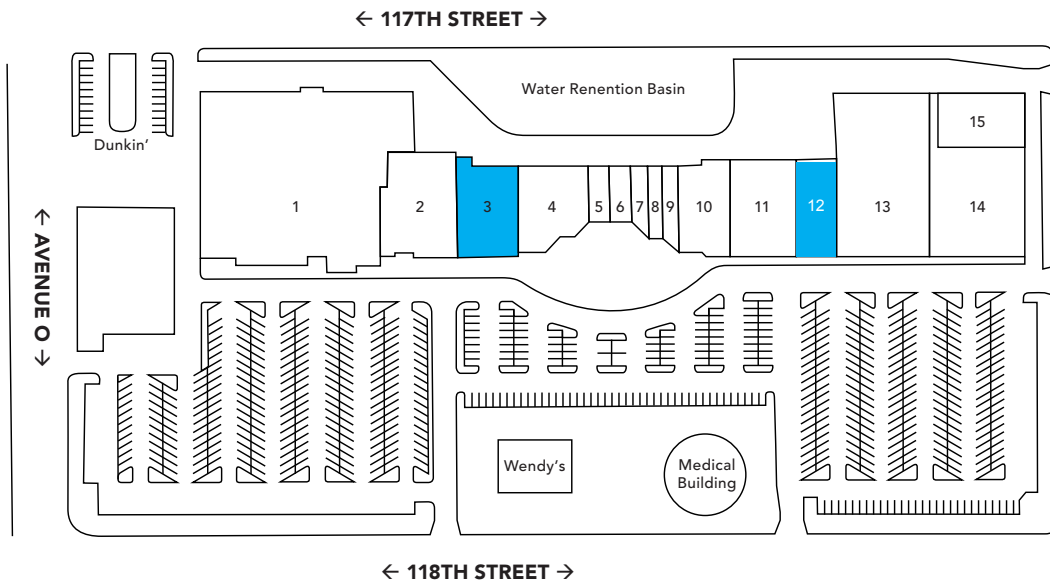 ← 117TH STREET →
Water Renention Basin
Dunkin'
15
1
2
3
4
5
6
7
8
9
10
11
12
13
14
← AVENUE O →
Wendy's
Medical
Building
← 118TH STREET →